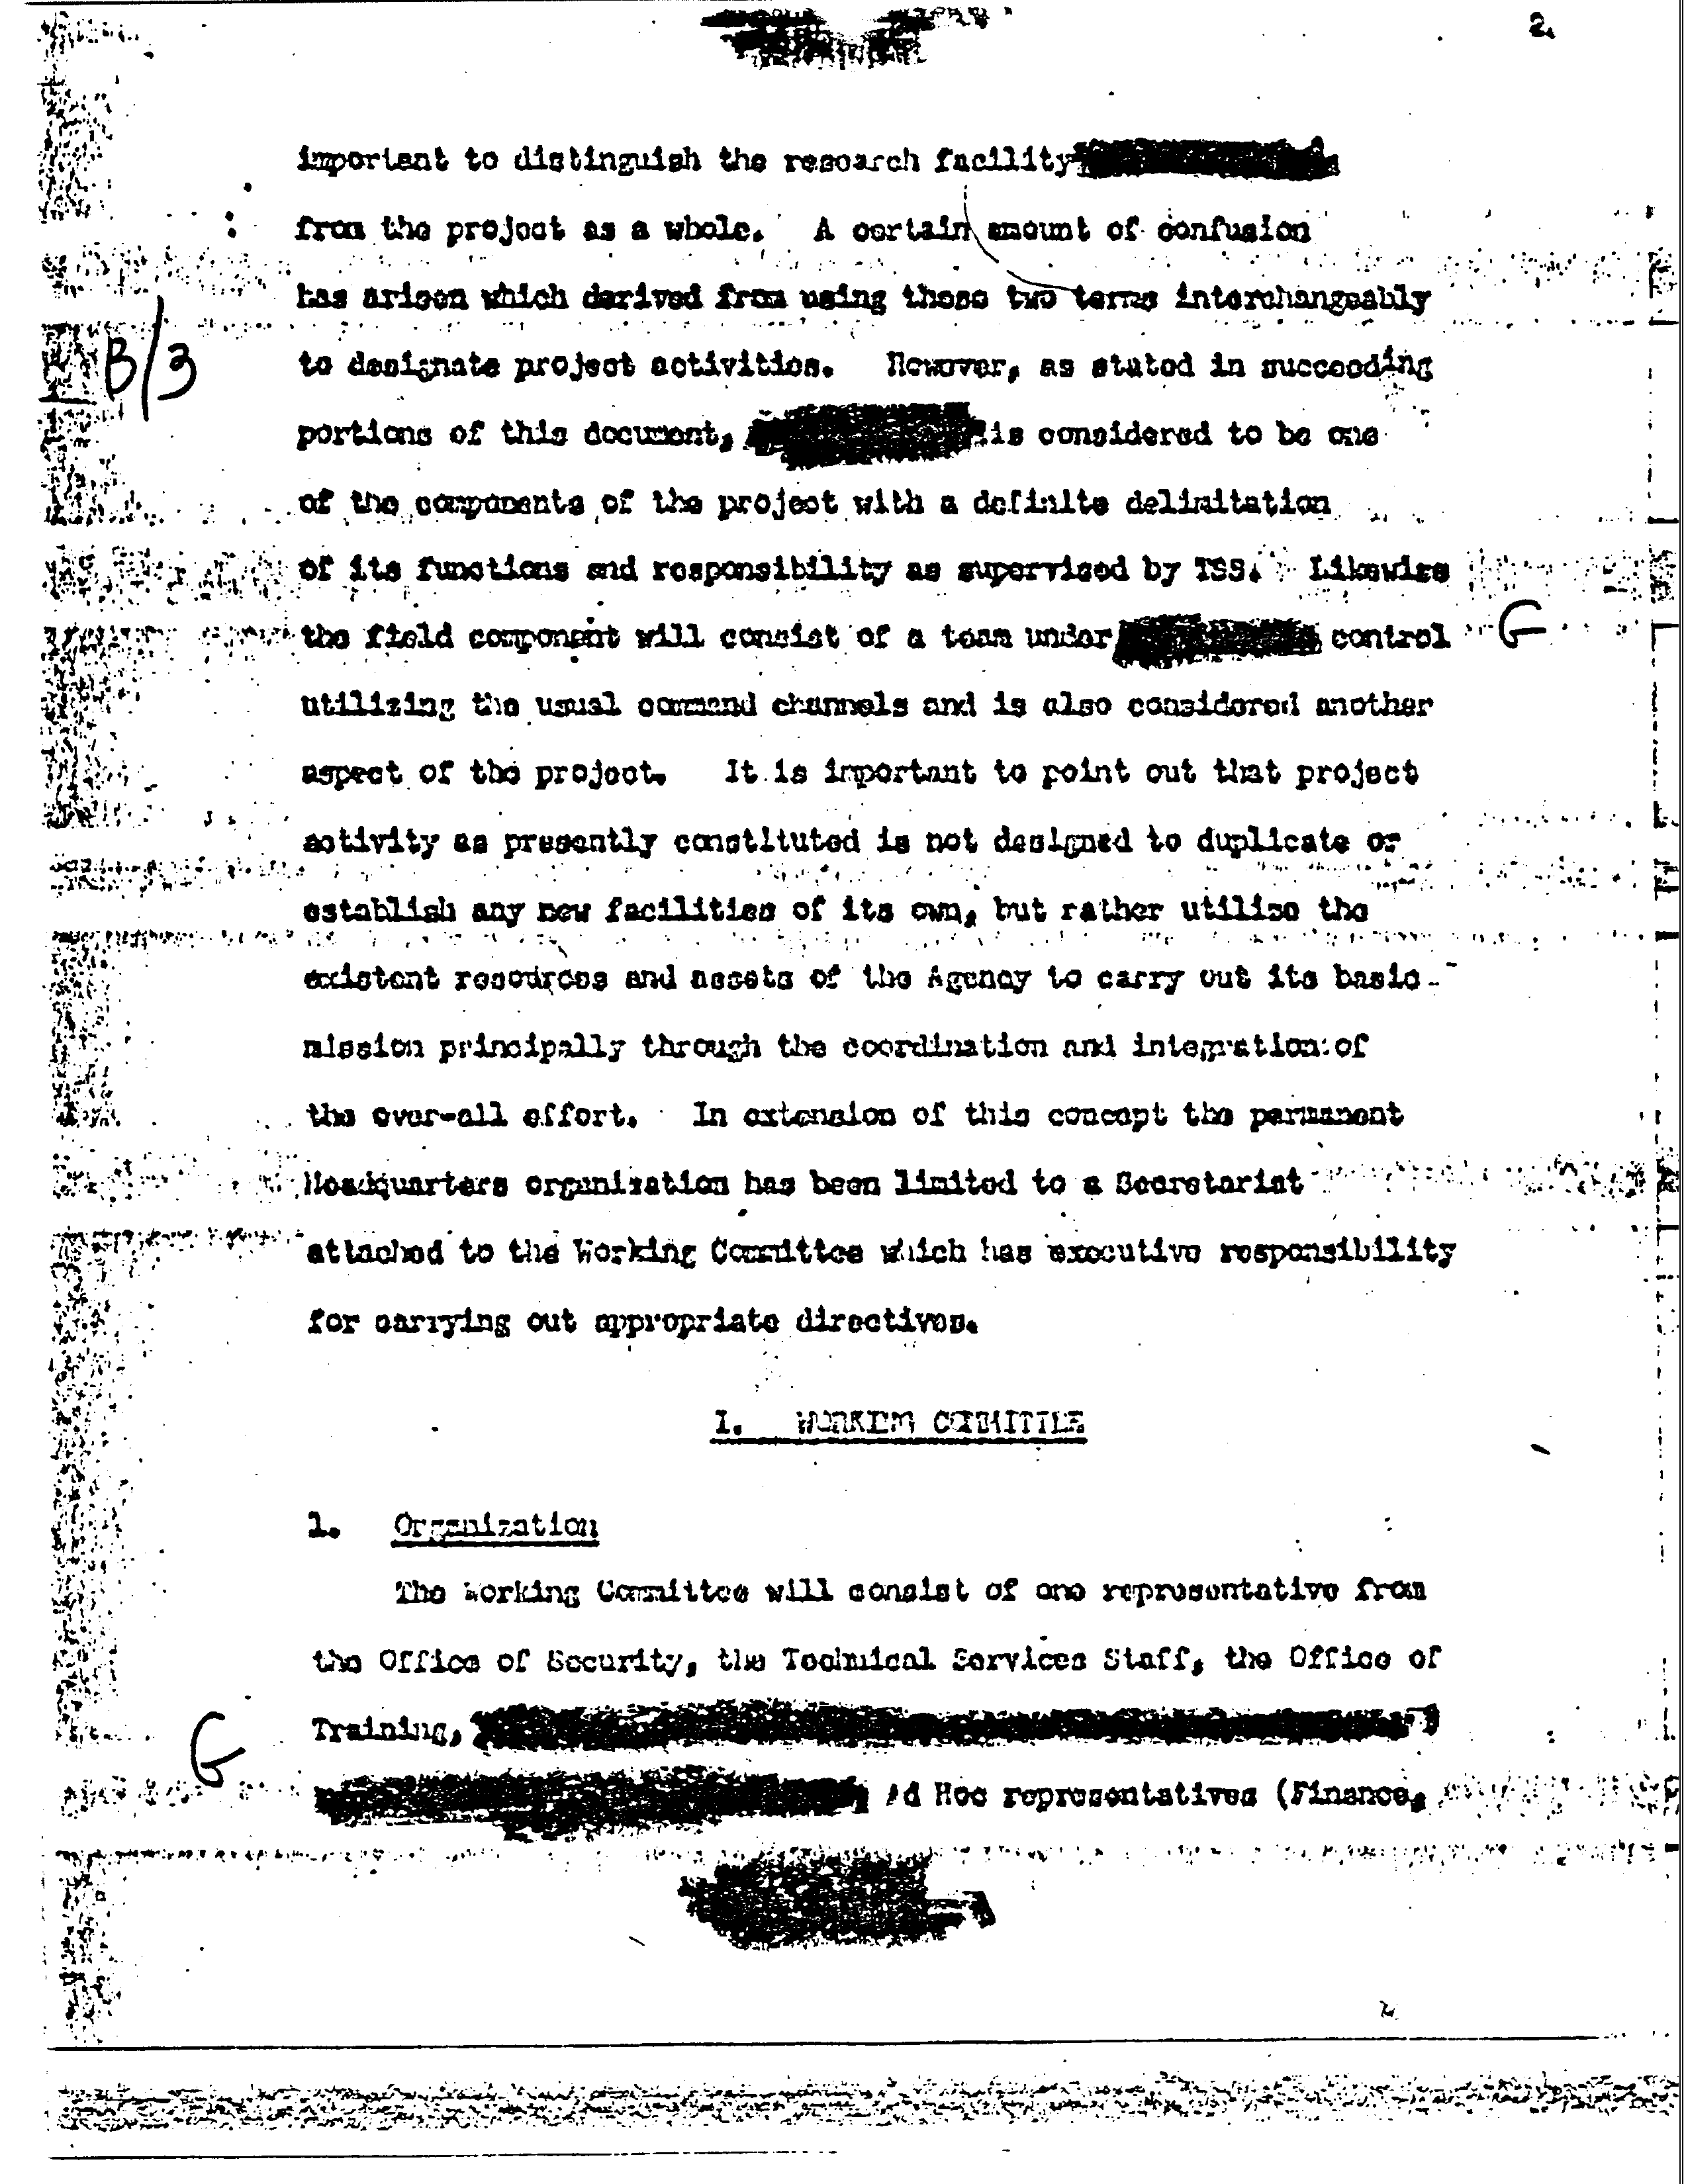 2.
important to distinguish the research facility
from the project as a whole. A certain amount of confusion
has arisen which derived from using these two terms interchangeably
B/3
to designate project activities. However, as stated in succeeding
portions of this document, is considered to be one
of the components of the project with a definite delimitation
of its functions and responsibility as supervised by TSS. Likewise
the field component will consist of a team under control
G
utilizing the usual command channels and is also considered another
aspect of the project. It is important to point out that project
activity as presently constituted is not designed to duplicate or
establish any new facilities of its own, but rather utilize the
existent resources and assets of the Agency to carry out its basic
mission principally through the coordination and integration of
the over-all effort. In extension of this concept the permanent
Headquarters organization has been limited to a Secretariat
attached to the Working Committee which has executive responsibility
for carrying out appropriate directives.
I. WORKING COMMITTEE
1. Organization
The Working Committee will consist of one representative from
the Office of Security, the Technical Services Staff, the Office of
Training,
G
Ad Hoc representatives (Finance,